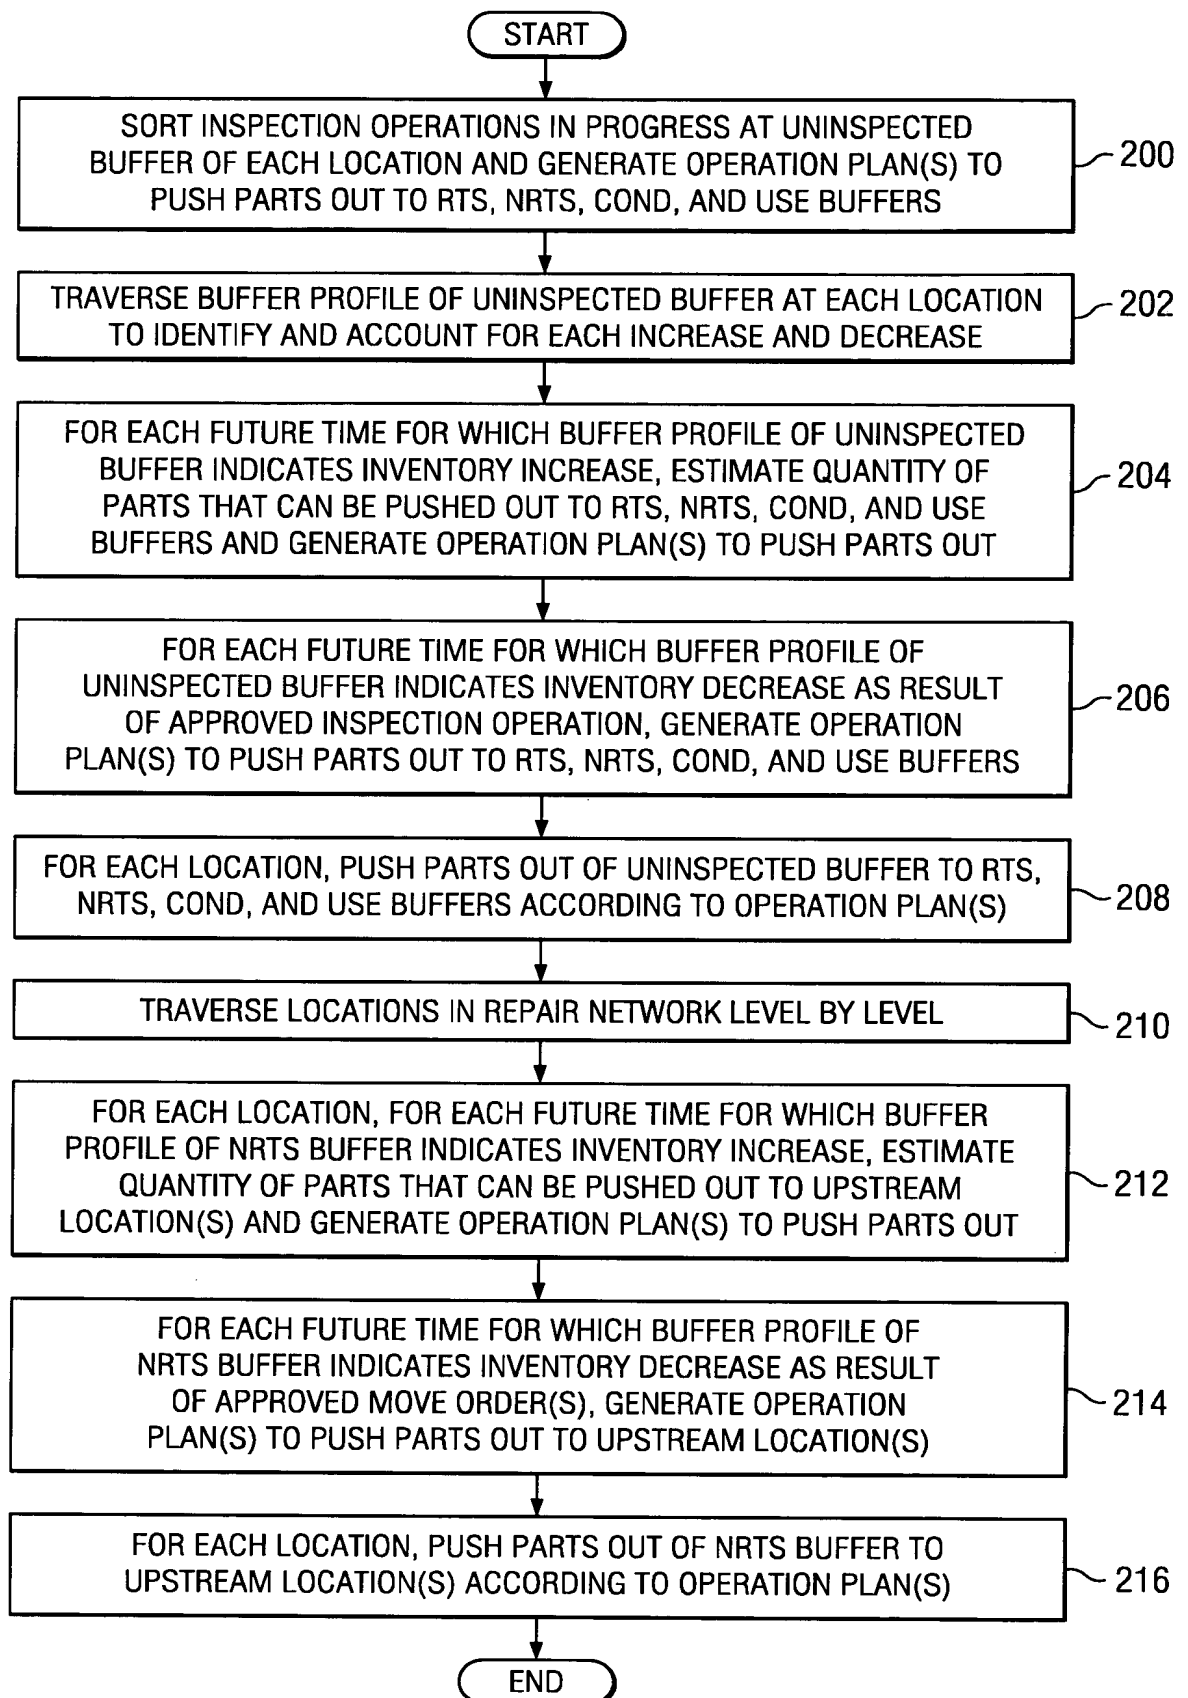 START
SORT INSPECTION OPERATIONS IN PROGRESS AT UNINSPECTED
BUFFER OF EACH LOCATION AND GENERATE OPERATION PLAN(S) TO
PUSH PARTS OUT TO RTS, NRTS, COND, AND USE BUFFERS
200
TRAVERSE BUFFER PROFILE OF UNINSPECTED BUFFER AT EACH LOCATION
TO IDENTIFY AND ACCOUNT FOR EACH INCREASE AND DECREASE
202
FOR EACH FUTURE TIME FOR WHICH BUFFER PROFILE OF UNINSPECTED
BUFFER INDICATES INVENTORY INCREASE, ESTIMATE QUANTITY OF
PARTS THAT CAN BE PUSHED OUT TO RTS, NRTS, COND, AND USE
BUFFERS AND GENERATE OPERATION PLAN(S) TO PUSH PARTS OUT
204
FOR EACH FUTURE TIME FOR WHICH BUFFER PROFILE OF
UNINSPECTED BUFFER INDICATES INVENTORY DECREASE AS RESULT
OF APPROVED INSPECTION OPERATION, GENERATE OPERATION
PLAN(S) TO PUSH PARTS OUT TO RTS, NRTS, COND, AND USE BUFFERS
206
FOR EACH LOCATION, PUSH PARTS OUT OF UNINSPECTED BUFFER TO RTS,
NRTS, COND, AND USE BUFFERS ACCORDING TO OPERATION PLAN(S)
208
TRAVERSE LOCATIONS IN REPAIR NETWORK LEVEL BY LEVEL
210
FOR EACH LOCATION, FOR EACH FUTURE TIME FOR WHICH BUFFER
PROFILE OF NRTS BUFFER INDICATES INVENTORY INCREASE, ESTIMATE
QUANTITY OF PARTS THAT CAN BE PUSHED OUT TO UPSTREAM
LOCATION(S) AND GENERATE OPERATION PLAN(S) TO PUSH PARTS OUT
212
FOR EACH FUTURE TIME FOR WHICH BUFFER PROFILE OF
NRTS BUFFER INDICATES INVENTORY DECREASE AS RESULT
OF APPROVED MOVE ORDER(S), GENERATE OPERATION
PLAN(S) TO PUSH PARTS OUT TO UPSTREAM LOCATION(S)
214
FOR EACH LOCATION, PUSH PARTS OUT OF NRTS BUFFER TO
UPSTREAM LOCATION(S) ACCORDING TO OPERATION PLAN(S)
216
END